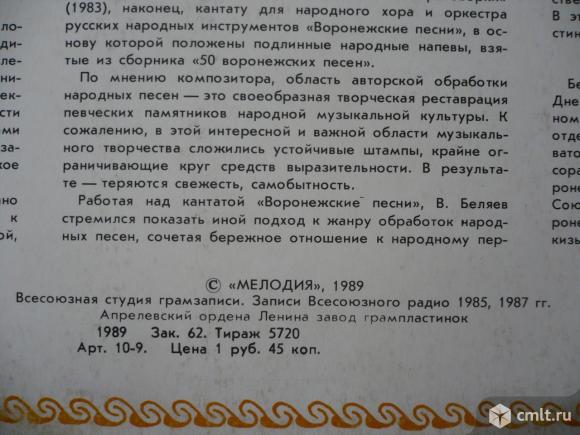 (1983), наконец, кантату для народного хора и оркестра
русских народных инструментов «Воронежские песни», в ос-
нову которой положены подлинные народные напевы, взя-
тые из сборника «50 воронежских песен».
По мнению композитора, область авторской обработки
народных песен — это своеобразная творческая реставрация
певческих памятников народной музыкальной культуры. К
сожалению, в этой интересной и важной области музыкаль-
ного творчества сложились устойчивые штампы, крайне ог-
раничивающие круг средств выразительности. В результа-
те — теряются свежесть, самобытность.
Работая над кантатой «Воронежские песни», В. Беляев
стремился показать иной подход к жанру обработок народ-
ных песен, сочетая бережное отношение к народному пер-
© «МЕЛОДИЯ», 1989
Всесоюзная студия грамзаписи. Записи Всесоюзного радио 1985, 1987 гг.
Апрелевский ордена Ленина завод грампластинок
1989 Зак. 62. Тираж 5720
Арт. 10-9. Цена 1 руб. 45 коп.
cmlt.ru